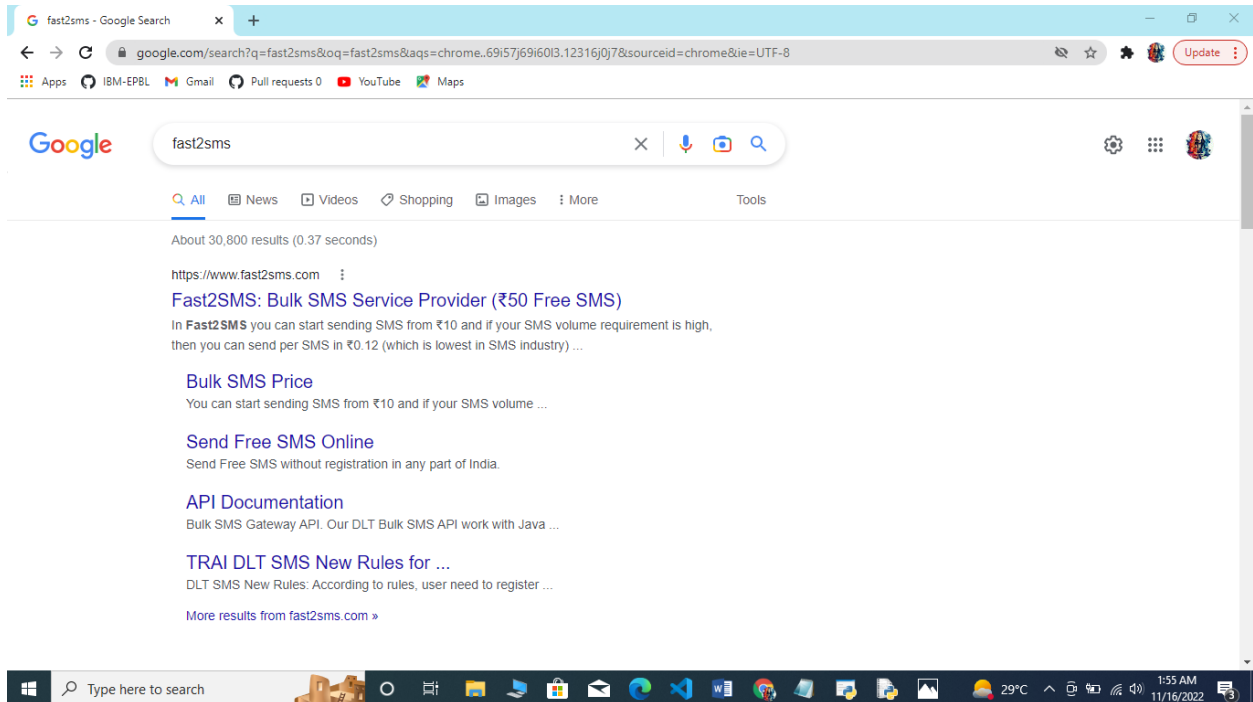 fast2sms - Google Search
google.com/search?q=fast2sms&oq=fast2sms&aqs=chrome..69i57j69i60l3.12316j0j7&sourceid=chrome&ie=UTF-8
Update
Apps IBM-EPBL Gmail Pull requests 0 YouTube Maps
Google fast2sms
All News Videos Shopping Images More Tools
About 30,800 results (0.37 seconds)
https://www.fast2sms.com
Fast2SMS: Bulk SMS Service Provider (₹50 Free SMS)
In Fast2SMS you can start sending SMS from ₹10 and if your SMS volume requirement is high,
then you can send per SMS in ₹0.12 (which is lowest in SMS industry) ...
Bulk SMS Price
You can start sending SMS from ₹10 and if your SMS volume ...
Send Free SMS Online
Send Free SMS without registration in any part of India.
API Documentation
Bulk SMS Gateway API. Our DLT Bulk SMS API work with Java ...
TRAI DLT SMS New Rules for ...
DLT SMS New Rules: According to rules, user need to register ...
More results from fast2sms.com »
Type here to search
29°C
1:55 AM
11/16/2022
3